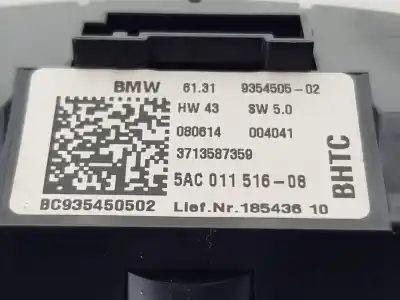 BMW 61.31 9354505-02
HW 43 SW 5.0
080614 004041
3713587359
5AC 011 516-08
BHTC
BC935450502 Lief.Nr.185436 10